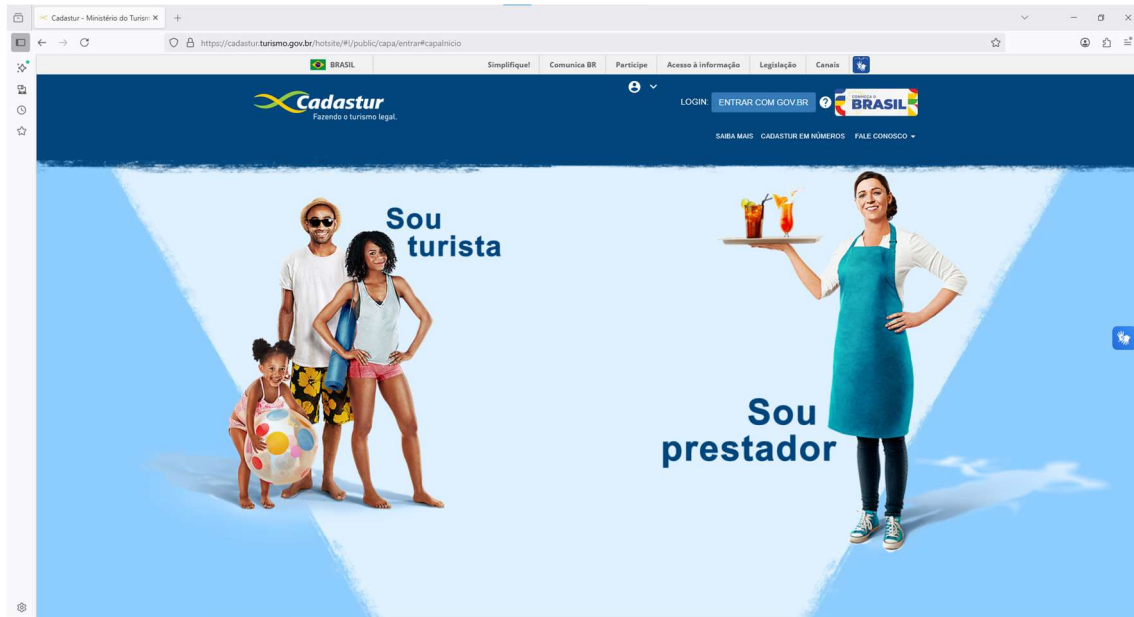 Cadastur - Ministério do Turism
https://cadastur.turismo.gov.br/hotsite/#!/public/capa/entrar#capaInicio
BRASIL
Simplifique!
Comunica BR
Participe
Acesso à informação
Legislação
Canais
Cadastur
Fazendo o turismo legal.
LOGIN:
ENTRAR COM GOV.BR
?
CONHEÇA O
BRASIL
SAIBA MAIS
CADASTUR EM NÚMEROS
FALE CONOSCO
Sou
turista
Sou
prestador